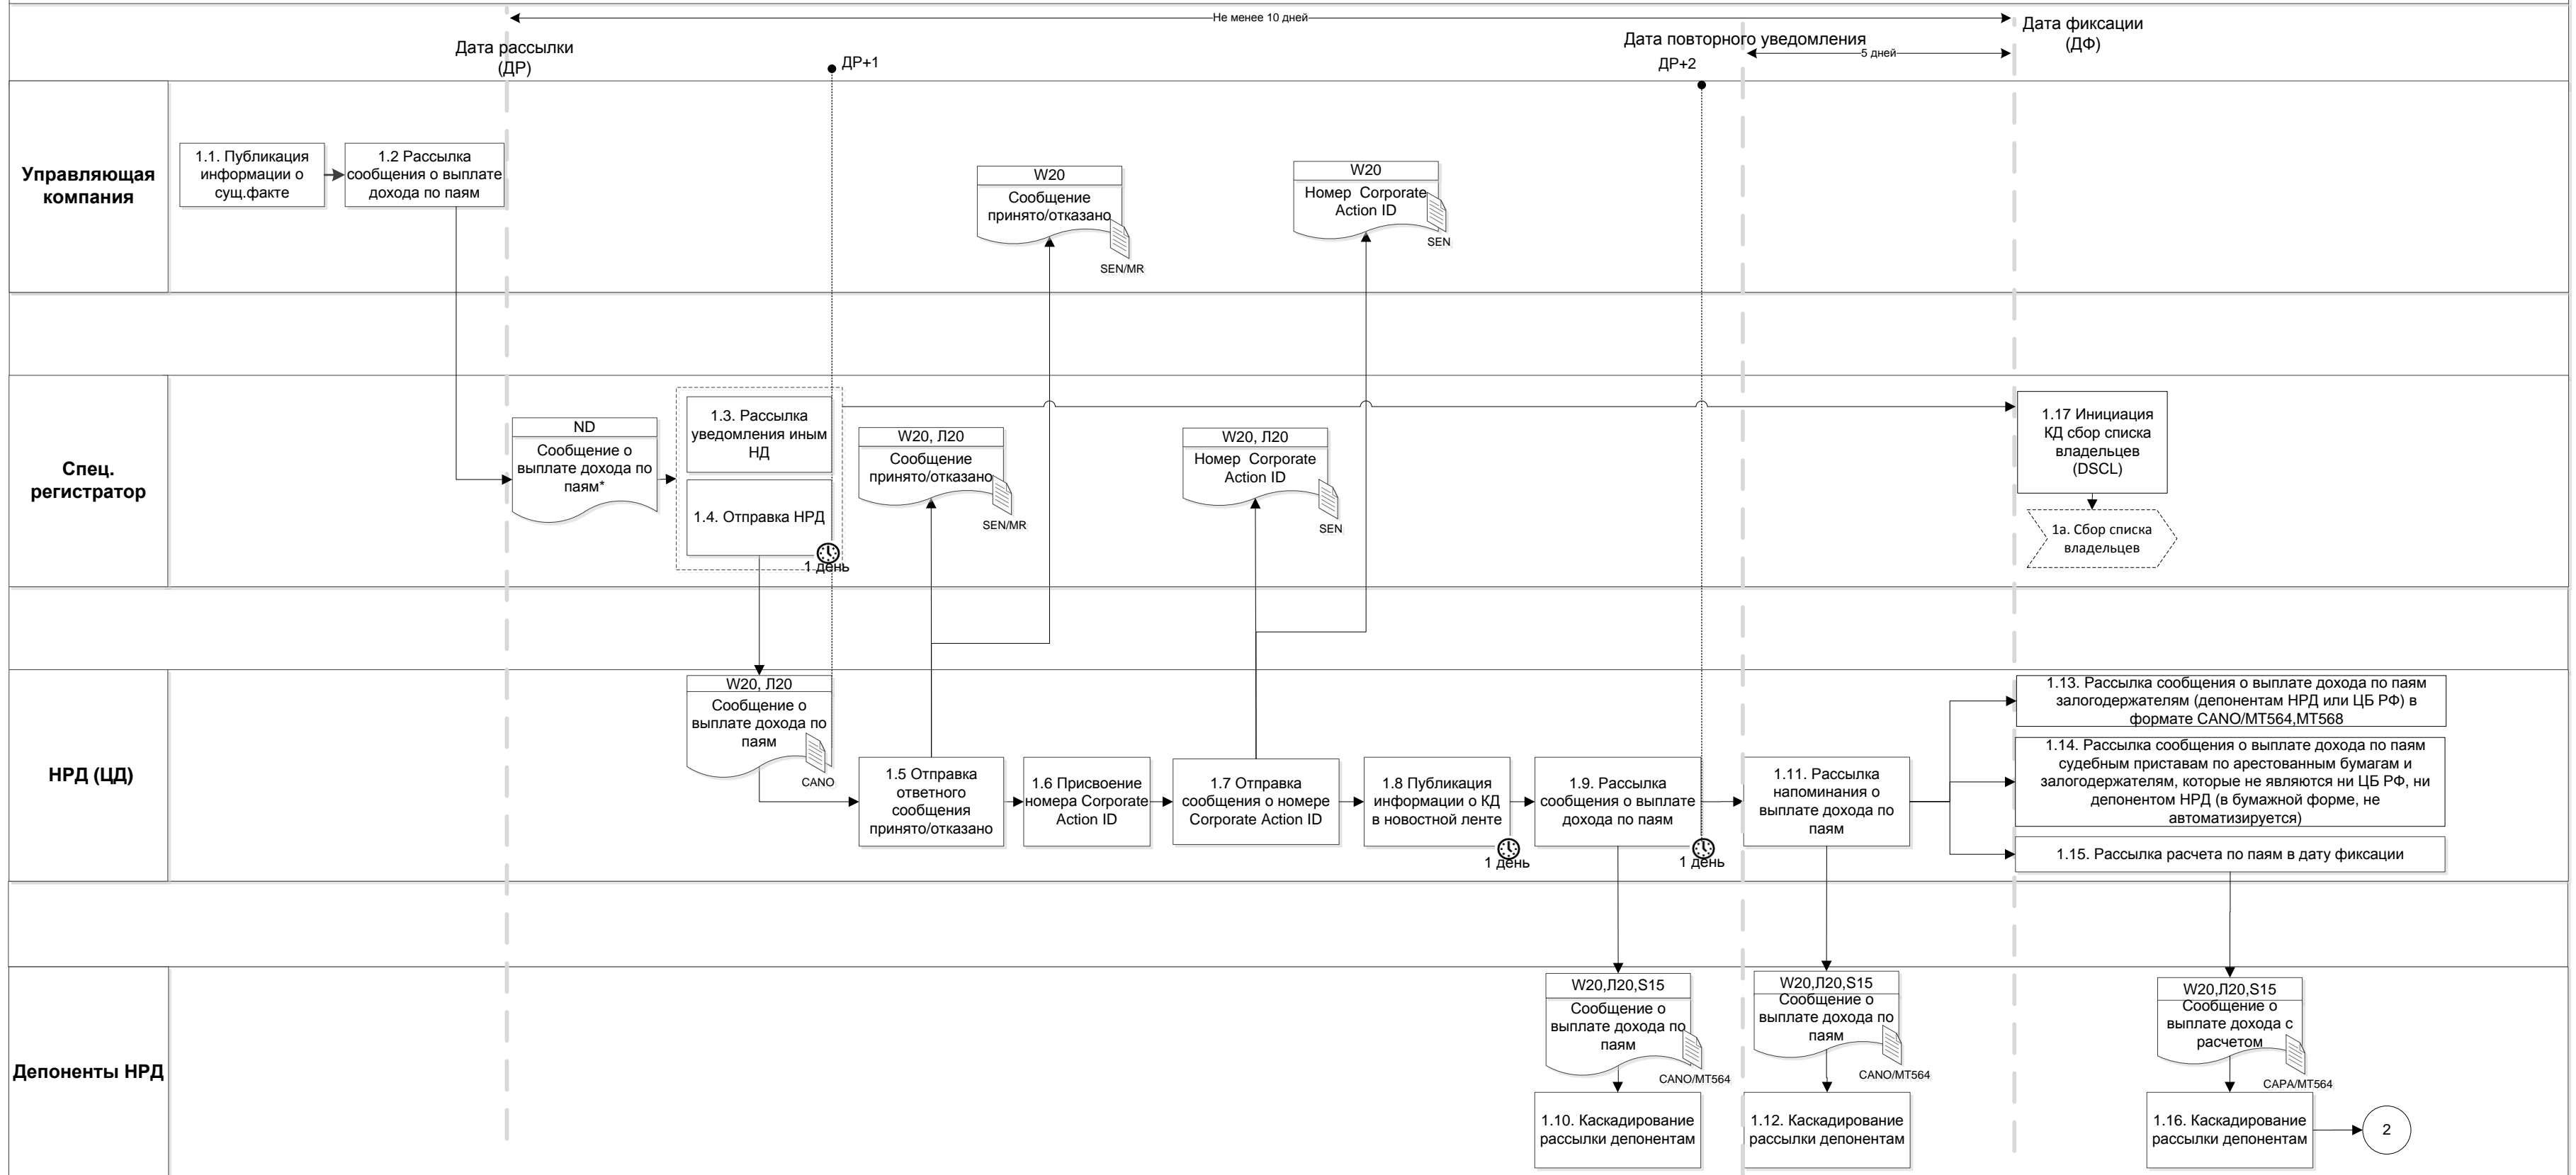 Не менее 10 дней
Дата рассылки
(ДР)
ДР+1
Дата повторного уведомления
5 дней
ДР+2
Дата фиксации
(ДФ)
Управляющая
компания
1.1. Публикация
информации о
сущ.факте
1.2 Рассылка
сообщения о выплате
дохода по паям
W20
Сообщение
принято/отказано
SEN/MR
W20
Номер Corporate
Action ID
SEN
Спец.
регистратор
ND
Сообщение о
выплате дохода по
паям*
1.3. Рассылка
уведомления иным
НД
1.4. Отправка НРД
1 день
W20, Л20
Сообщение
принято/отказано
SEN/MR
W20, Л20
Номер Corporate
Action ID
SEN
1.17 Инициация
КД сбор списка
владельцев
(DSCL)
1а. Сбор списка
владельцев
НРД (ЦД)
W20, Л20
Сообщение о
выплате дохода по
паям
CANO
1.5 Отправка
ответного
сообщения
принято/отказано
1.6 Присвоение
номера Corporate
Action ID
1.7 Отправка
сообщения о номере
Corporate Action ID
1.8 Публикация
информации о КД
в новостной ленте
1 день
1.9. Рассылка
сообщения о выплате
дохода по паям
1 день
1.11. Рассылка
напоминания о
выплате дохода по
паям
1.13. Рассылка сообщения о выплате дохода по паям
залогодержателям (депонентам НРД или ЦБ РФ) в
формате CANO/MT564,MT568
1.14. Рассылка сообщения о выплате дохода по паям
судебным приставам по арестованным бумагам и
залогодержателям, которые не являются ни ЦБ РФ, ни
депонентом НРД (в бумажной форме, не
автоматизируется)
1.15. Рассылка расчета по паям в дату фиксации
Депоненты НРД
W20,Л20,S15
Сообщение о
выплате дохода по
паям
CANO/MT564
1.10. Каскадирование
рассылки депонентам
W20,Л20,S15
Сообщение о
выплате дохода по
паям
CANO/MT564
1.12. Каскадирование
рассылки депонентам
W20,Л20,S15
Сообщение о
выплате дохода с
расчетом
CAPA/MT564
1.16. Каскадирование
рассылки депонентам
2